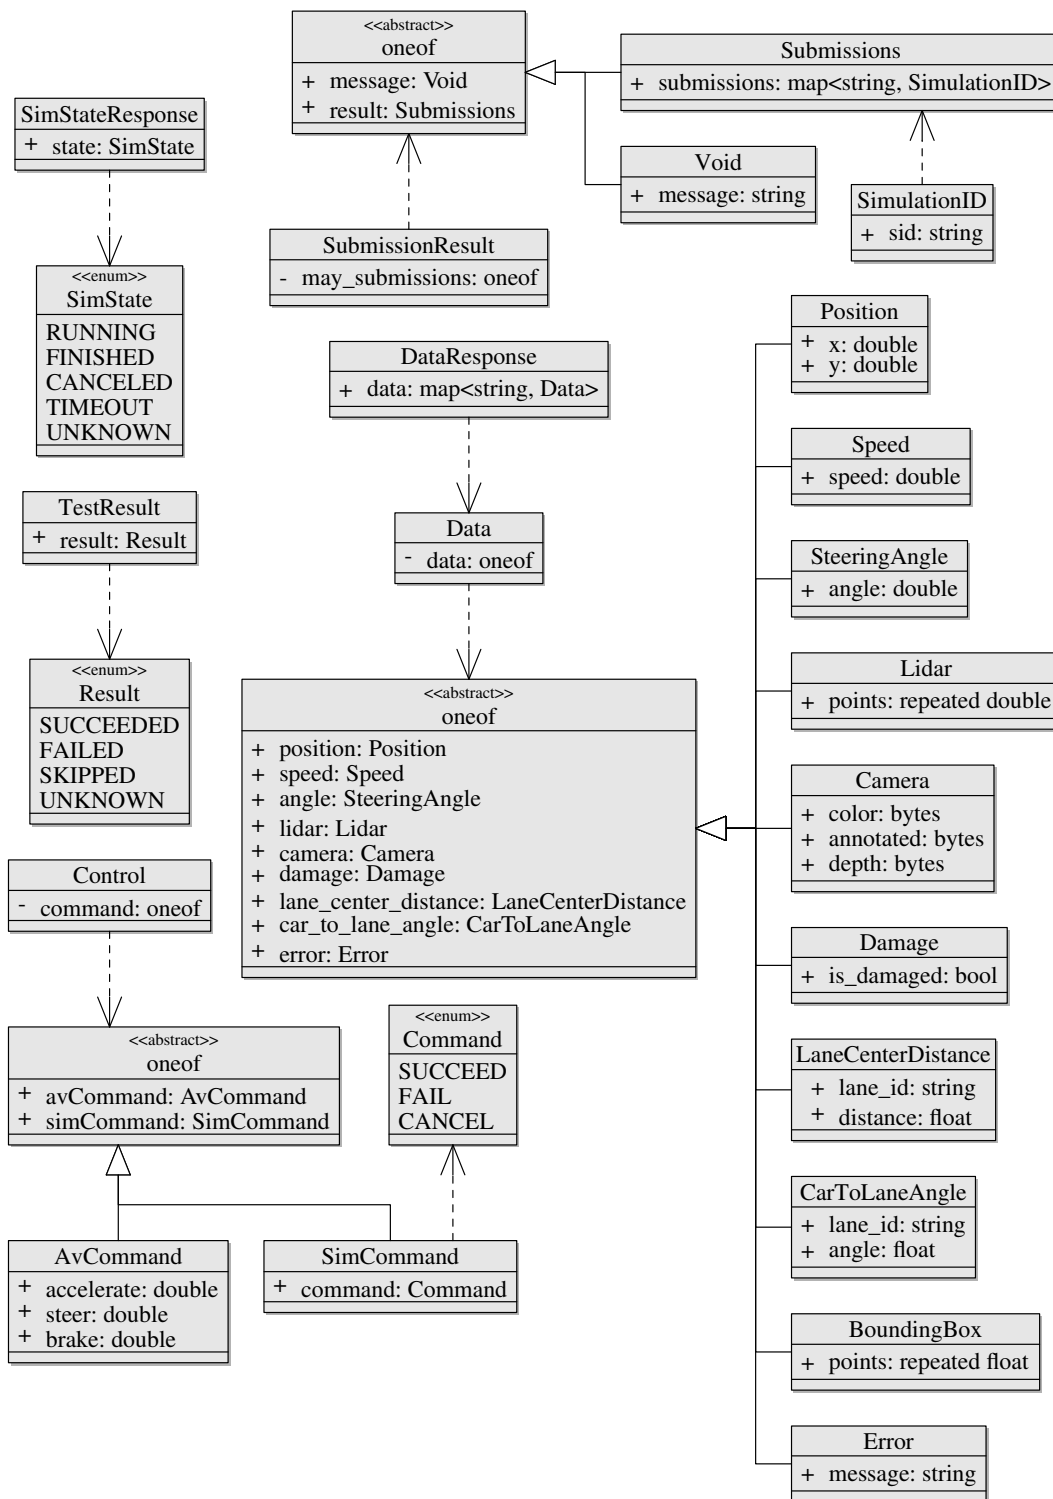 <<abstract>>
oneof
+ message: Void
+ result: Submissions
Submissions
+ submissions: map<string, SimulationID>
SimStateResponse
+ state: SimState
Void
+ message: string
SimulationID
+ sid: string
SubmissionResult
- may_submissions: oneof
<<enum>>
SimState
RUNNING
FINISHED
CANCELED
TIMEOUT
UNKNOWN
Position
+ x: double
+ y: double
DataResponse
+ data: map<string, Data>
Speed
+ speed: double
TestResult
+ result: Result
Data
- data: oneof
SteeringAngle
+ angle: double
<<enum>>
Result
SUCCEEDED
FAILED
SKIPPED
UNKNOWN
<<abstract>>
oneof
+ position: Position
+ speed: Speed
+ angle: SteeringAngle
+ lidar: Lidar
+ camera: Camera
+ damage: Damage
+ lane_center_distance: LaneCenterDistance
+ car_to_lane_angle: CarToLaneAngle
+ error: Error
Lidar
+ points: repeated double
Camera
+ color: bytes
+ annotated: bytes
+ depth: bytes
Control
- command: oneof
Damage
+ is_damaged: bool
<<abstract>>
oneof
+ avCommand: AvCommand
+ simCommand: SimCommand
<<enum>>
Command
SUCCEED
FAIL
CANCEL
LaneCenterDistance
+ lane_id: string
+ distance: float
CarToLaneAngle
+ lane_id: string
+ angle: float
AvCommand
+ accelerate: double
+ steer: double
+ brake: double
SimCommand
+ command: Command
BoundingBox
+ points: repeated float
Error
+ message: string